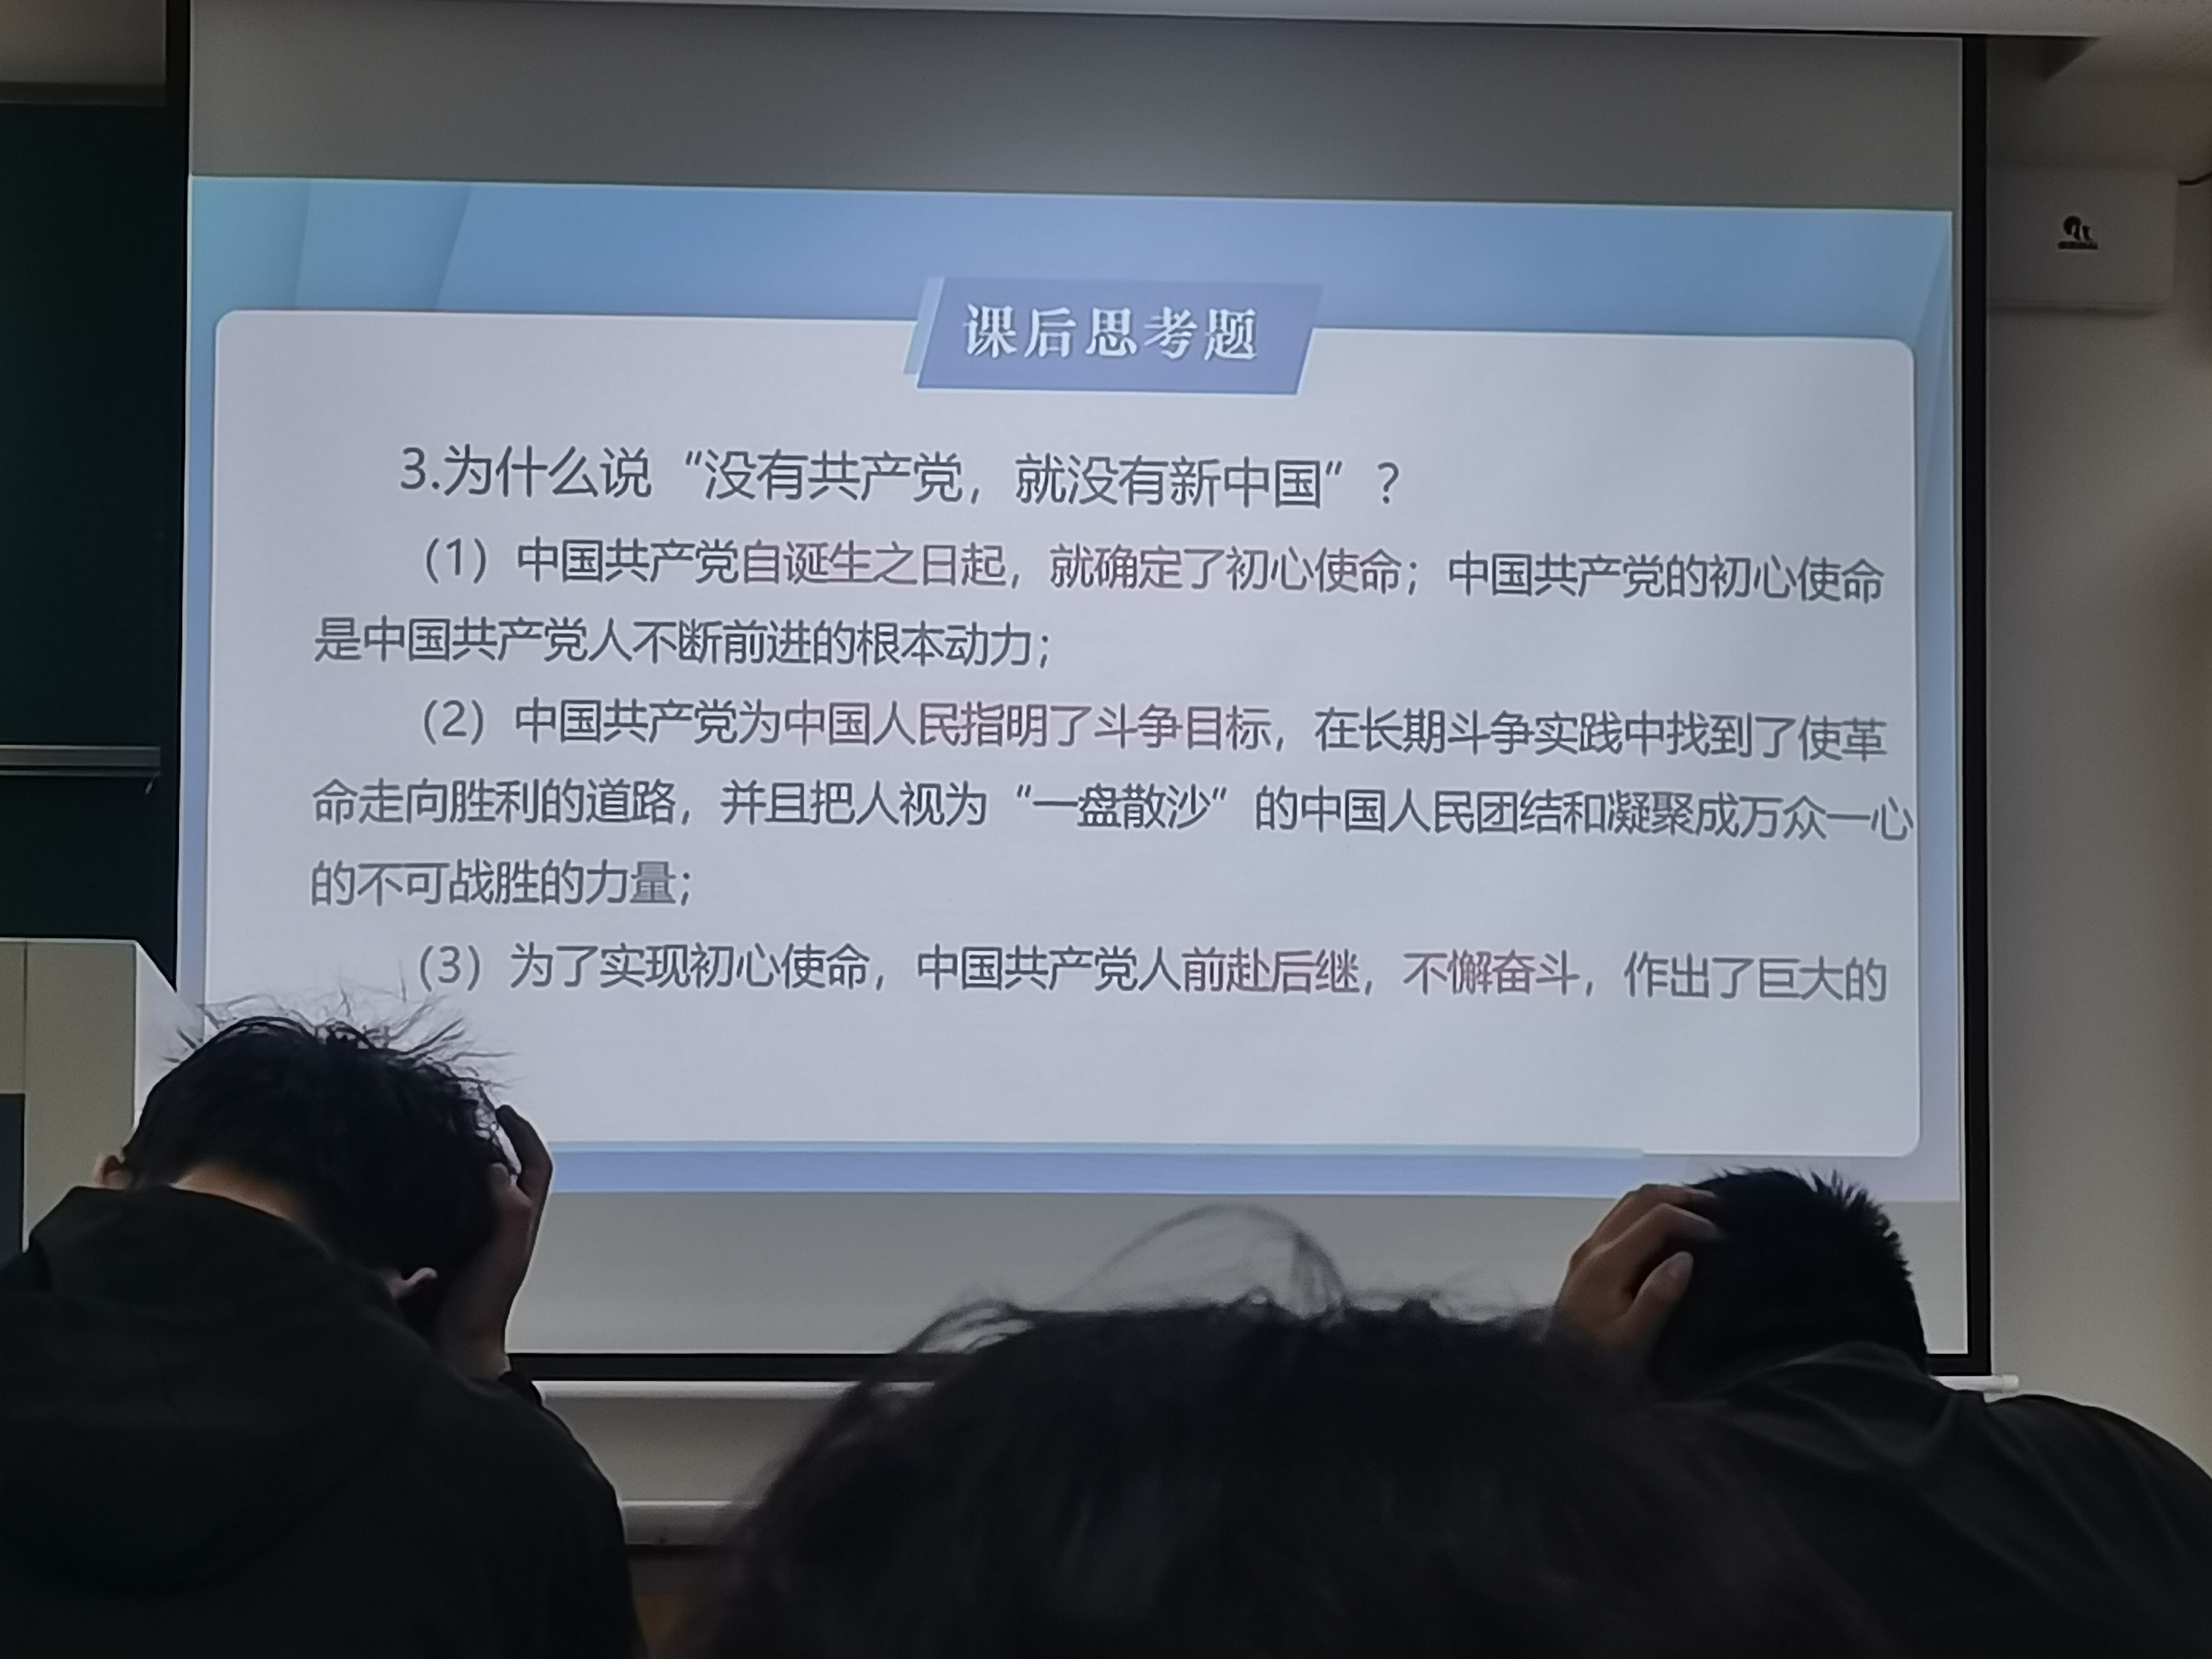 课后思考题
3.为什么说“没有共产党，就没有新中国”？
（1）中国共产党自诞生之日起，就确定了初心使命；中国共产党的初心使命
是中国共产党人不断前进的根本动力；
（2）中国共产党为中国人民指明了斗争目标，在长期斗争实践中找到了使革
命走向胜利的道路，并且把人视为“一盘散沙”的中国人民团结和凝聚成万众一心
的不可战胜的力量；
（3）为了实现初心使命，中国共产党人前赴后继，不懈奋斗，作出了巨大的